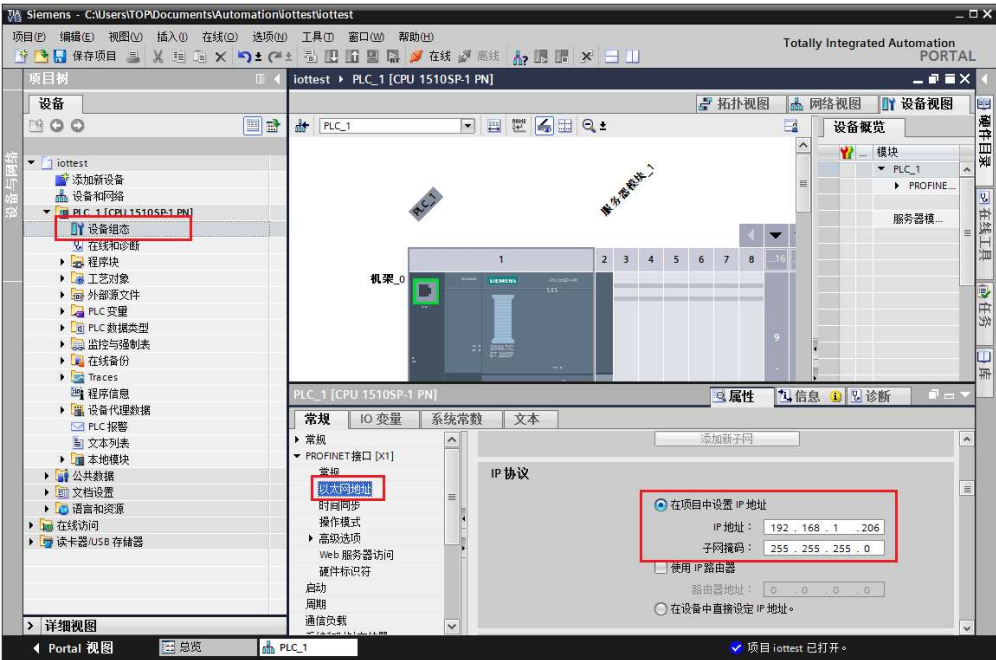 Siemens - C:\Users\TOP\Documents\Automation\iottest\iottest
项目(P) 编辑(E) 视图(V) 插入(I) 在线(O) 选项(N) 工具(T) 窗口(W) 帮助(H)
Totally Integrated Automation
PORTAL
保存项目 在线 离线
项目树
iottest ▸ PLC_1 [CPU 1510SP-1 PN]
设备
拓扑视图 网络视图 设备视图
PLC_1
设备概览
设备与网络
iottest
添加新设备
设备和网络
PLC_1 [CPU 1510SP-1 PN]
设备组态
在线和诊断
程序块
工艺对象
外部源文件
PLC 变量
PLC 数据类型
监控与强制表
在线备份
Traces
程序信息
设备代理数据
PLC 报警
文本列表
本地模块
公共数据
文档设置
语言和资源
在线访问
读卡器/USB 存储器
详细视图
PLC_1
服务器模块_1
机架_0
1 2 3 4 5 6 7 8 ...16
9
SIEMENS
SIMATIC
ET 200SP
... 模块
PLC_1
PROFINE...
服务器模...
硬件目录
在线工具
任务
库
PLC_1 [CPU 1510SP-1 PN]
属性 信息 诊断
常规 IO 变量 系统常数 文本
常规
PROFINET接口 [X1]
常规
以太网地址
时间同步
操作模式
高级选项
Web 服务器访问
硬件标识符
启动
周期
通信负载
添加新子网
IP 协议
在项目中设置 IP 地址
IP 地址: 192 . 168 . 1 . 206
子网掩码: 255 . 255 . 255 . 0
使用 IP 路由器
路由器地址: 0 . 0 . 0 . 0
在设备中直接设定 IP 地址。
Portal 视图 总览 PLC_1
项目 iottest 已打开。